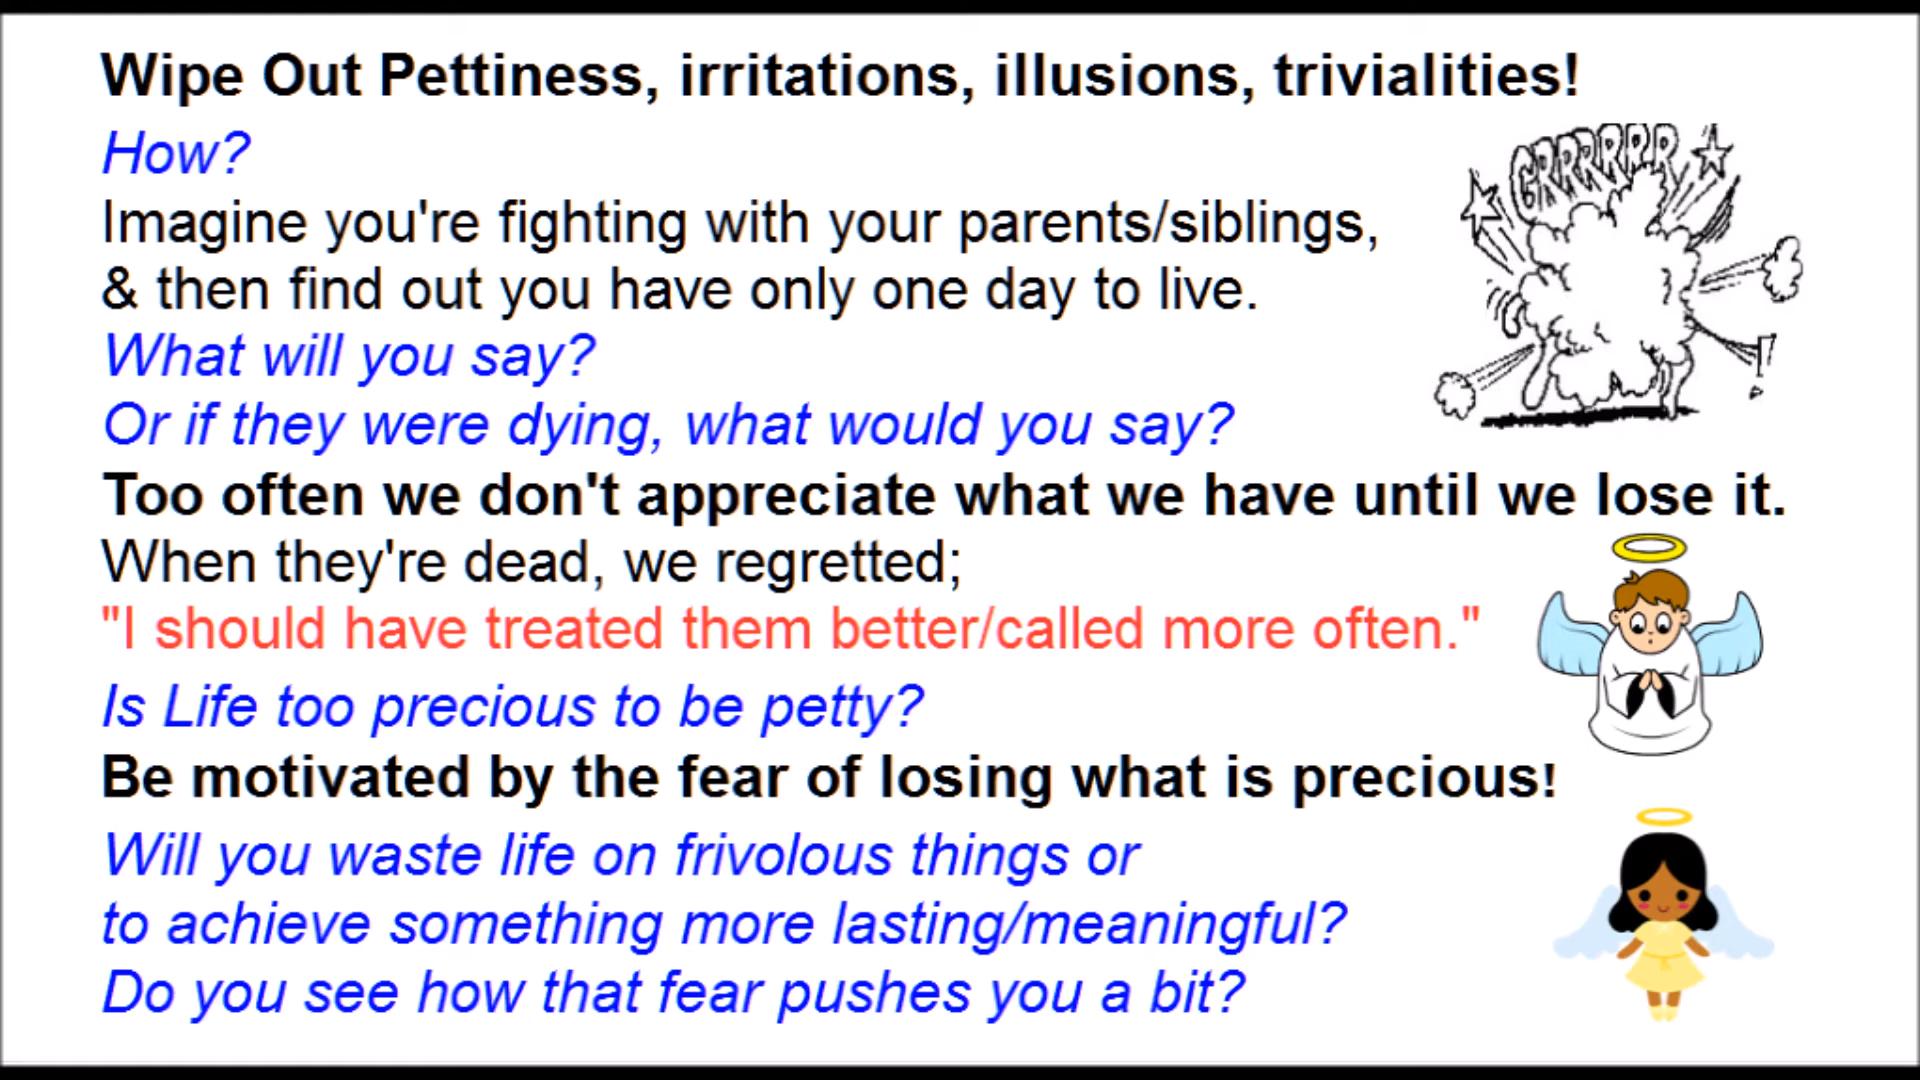 Wipe Out Pettiness, irritations, illusions, trivialities!
How?
GRRRRRR
Imagine you're fighting with your parents/siblings,
& then find out you have only one day to live.
What will you say?
Or if they were dying, what would you say?
Too often we don't appreciate what we have until we lose it.
When they're dead, we regretted;
"I should have treated them better/called more often."
Is Life too precious to be petty?
Be motivated by the fear of losing what is precious!
Will you waste life on frivolous things or
to achieve something more lasting/meaningful?
Do you see how that fear pushes you a bit?